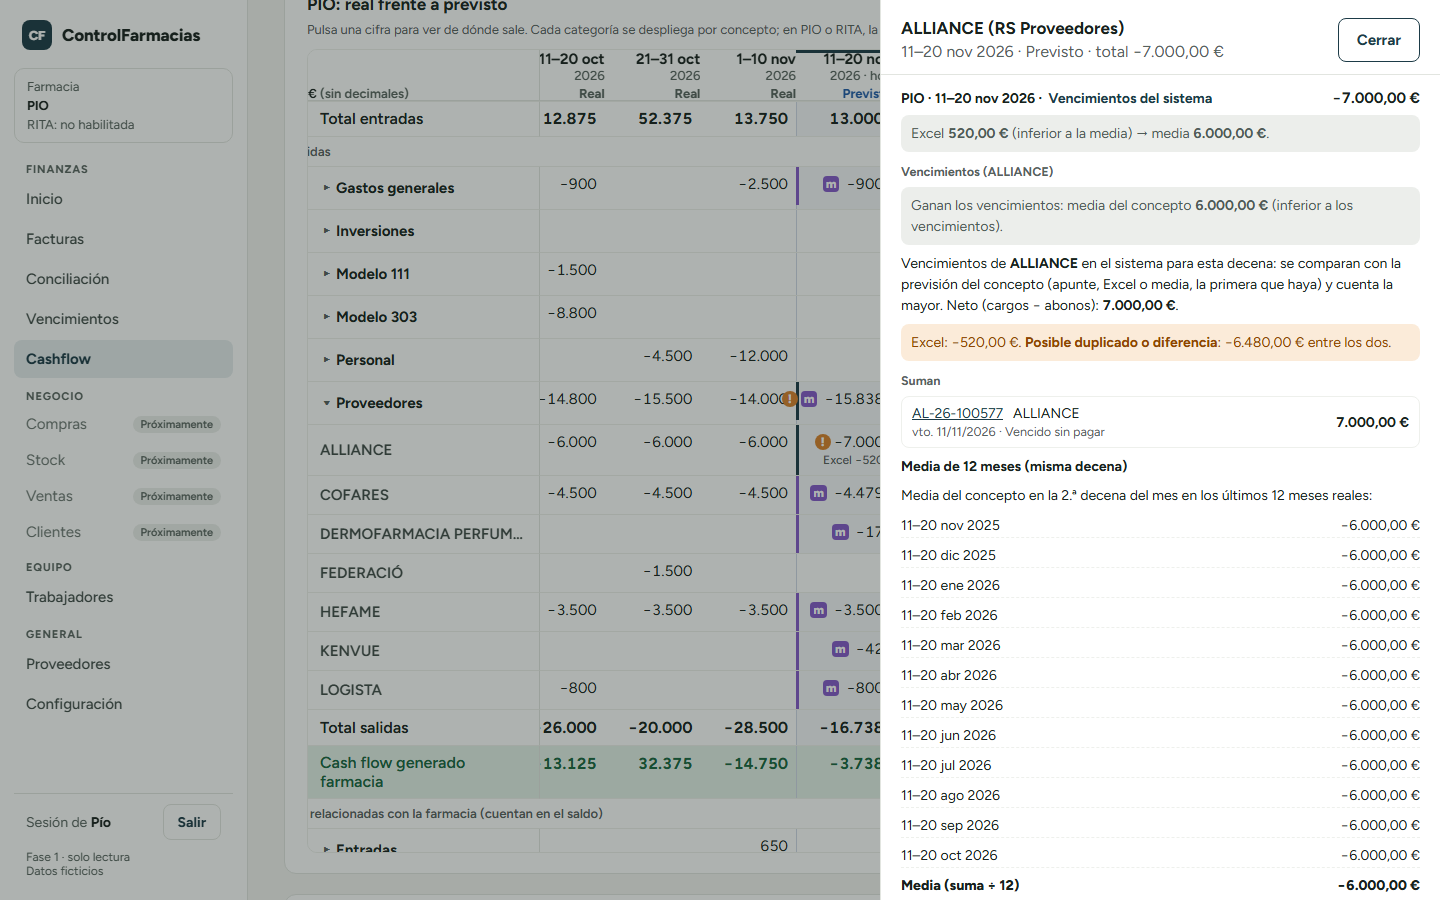 CF ControlFarmacias
Farmacia
PIO
RITA: no habilitada
FINANZAS
Inicio
Facturas
Conciliación
Vencimientos
Cashflow
NEGOCIO
Compras Próximamente
Stock Próximamente
Ventas Próximamente
Clientes Próximamente
EQUIPO
Trabajadores
GENERAL
Proveedores
Configuración
Sesión de Pío Salir
Fase 1 · solo lectura
Datos ficticios
PIO: real frente a previsto
Pulsa una cifra para ver de dónde sale. Cada categoría se despliega por concepto; en PIO o RITA, la
11–20 oct 21–31 oct 1–10 nov 11–20 no
2026 2026 2026 2026 · ho
€ (sin decimales) Real Real Real Previs
Total entradas 12.875 52.375 13.750 13.000
idas
▸ Gastos generales −900 −2.500 m −900
▸ Inversiones
▸ Modelo 111 −1.500
▸ Modelo 303 −8.800
▸ Personal −4.500 −12.000
▾ Proveedores −14.800 −15.500 −14.000 ! m −15.838
ALLIANCE −6.000 −6.000 −6.000 ! −7.000
Excel −520
COFARES −4.500 −4.500 −4.500 m −4.479
DERMOFARMACIA PERFUM... m −17
FEDERACIÓ −1.500
HEFAME −3.500 −3.500 −3.500 m −3.500
KENVUE m −42
LOGISTA −800 m −800
Total salidas 26.000 −20.000 −28.500 −16.738
Cash flow generado farmacia 13.125 32.375 −14.750 −3.738
relacionadas con la farmacia (cuentan en el saldo)
▸ Entradas 650
ALLIANCE (RS Proveedores)
11–20 nov 2026 · Previsto · total −7.000,00 €
Cerrar
PIO · 11–20 nov 2026 · Vencimientos del sistema −7.000,00 €
Excel 520,00 € (inferior a la media) → media 6.000,00 €.
Vencimientos (ALLIANCE)
Ganan los vencimientos: media del concepto 6.000,00 € (inferior a los
vencimientos).
Vencimientos de ALLIANCE en el sistema para esta decena: se comparan con la
previsión del concepto (apunte, Excel o media, la primera que haya) y cuenta la
mayor. Neto (cargos − abonos): 7.000,00 €.
Excel: −520,00 €. Posible duplicado o diferencia: −6.480,00 € entre los dos.
Suman
AL-26-100577 ALLIANCE 7.000,00 €
vto. 11/11/2026 · Vencido sin pagar
Media de 12 meses (misma decena)
Media del concepto en la 2.ª decena del mes en los últimos 12 meses reales:
11–20 nov 2025 −6.000,00 €
11–20 dic 2025 −6.000,00 €
11–20 ene 2026 −6.000,00 €
11–20 feb 2026 −6.000,00 €
11–20 mar 2026 −6.000,00 €
11–20 abr 2026 −6.000,00 €
11–20 may 2026 −6.000,00 €
11–20 jun 2026 −6.000,00 €
11–20 jul 2026 −6.000,00 €
11–20 ago 2026 −6.000,00 €
11–20 sep 2026 −6.000,00 €
11–20 oct 2026 −6.000,00 €
Media (suma ÷ 12) −6.000,00 €